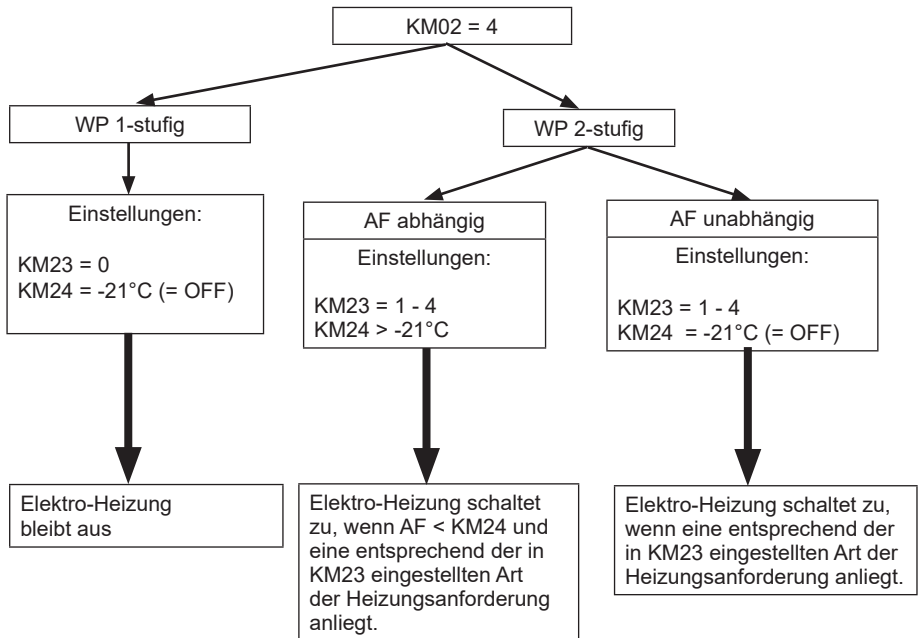 KM02 = 4
WP 1-stufig
WP 2-stufig
Einstellungen:
KM23 = 0
KM24 = -21°C (= OFF)
AF abhängig
Einstellungen:
KM23 = 1 - 4
KM24 > -21°C
AF unabhängig
Einstellungen:
KM23 = 1 - 4
KM24 = -21°C (= OFF)
Elektro-Heizung
bleibt aus
Elektro-Heizung schaltet
zu, wenn AF < KM24 und
eine entsprechend der in
KM23 eingestellten Art
der Heizungsanforderung
anliegt.
Elektro-Heizung schaltet zu,
wenn eine entsprechend der
in KM23 eingestellten Art der
Heizungsanforderung anliegt.